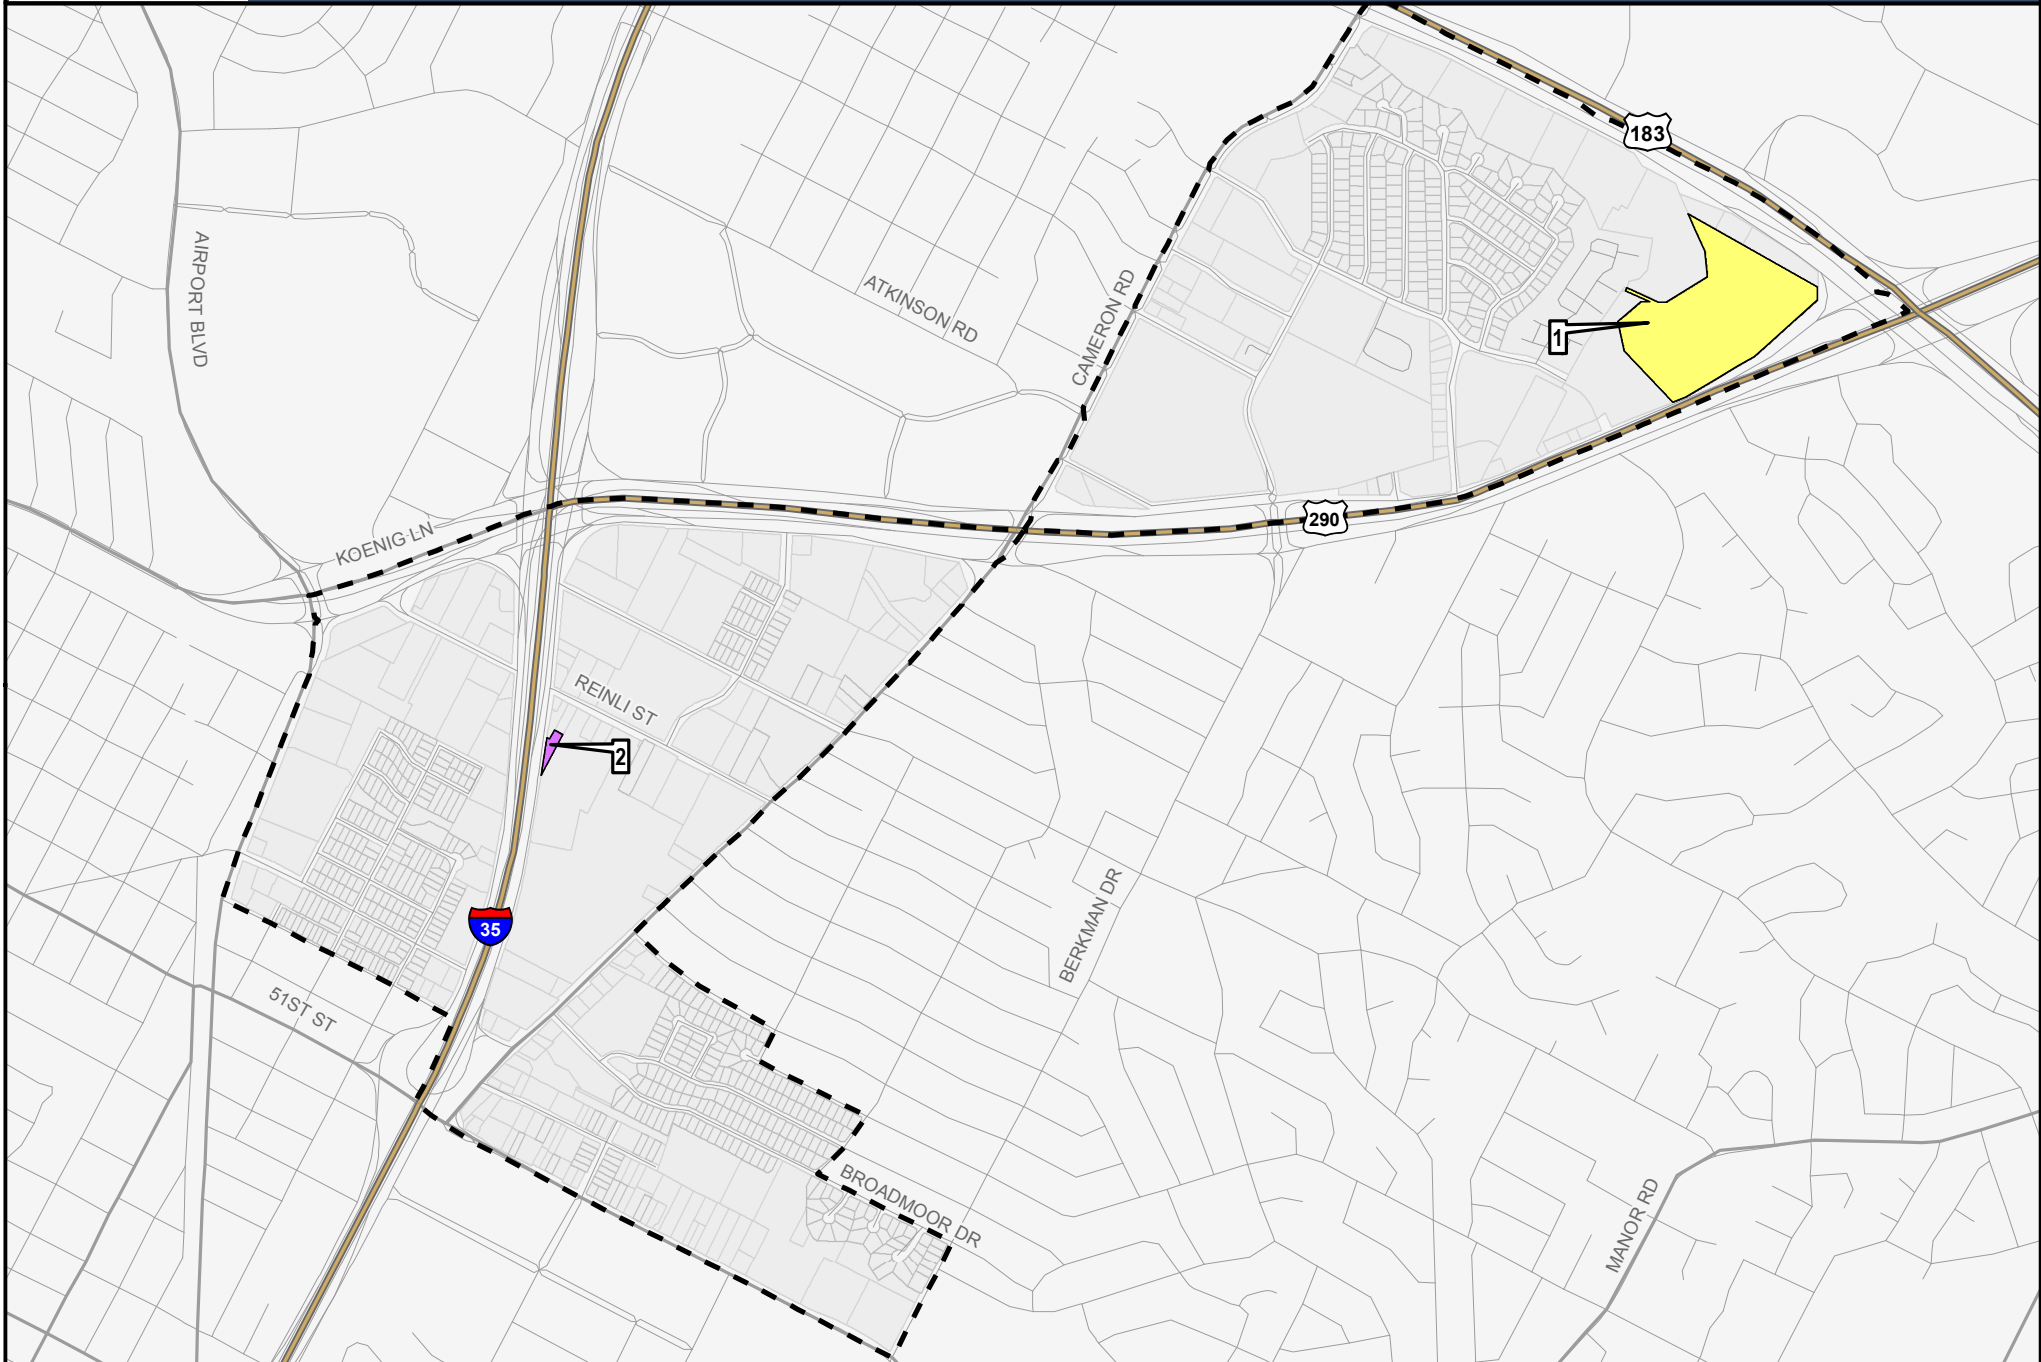 183
AIRPORT BLVD
ATKINSON RD
CAMERON RD
1
290
KOENIG LN
REINLI ST
2
35
BERKMAN DR
51ST ST
BROADMOOR DR
MANOR RD